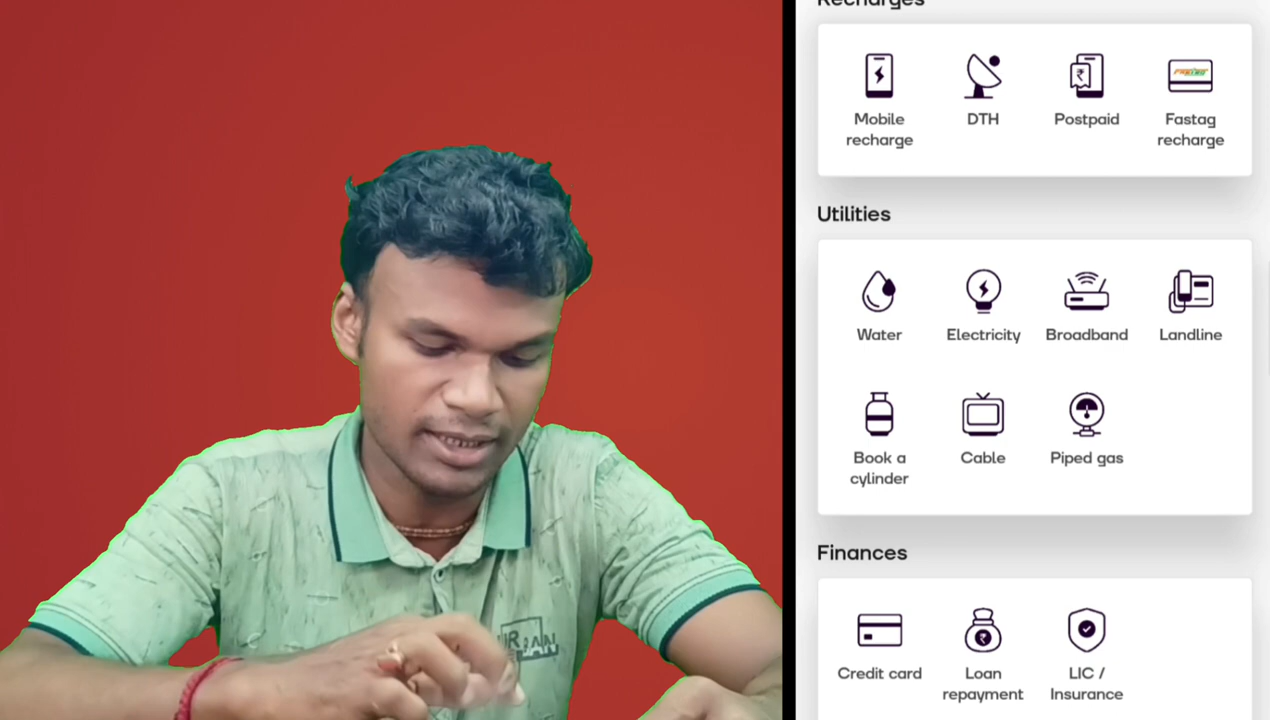 Recharges
Mobile recharge
DTH
Postpaid
Fastag recharge
Utilities
Water
Electricity
Broadband
Landline
Book a cylinder
Cable
Piped gas
Finances
Credit card
Loan repayment
LIC / Insurance